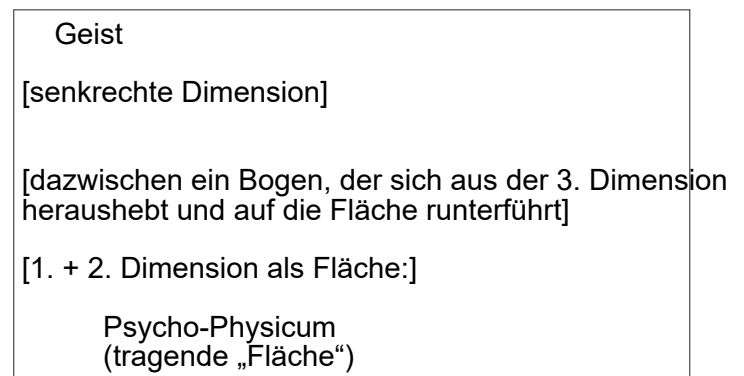 Geist
[senkrechte Dimension]
[dazwischen ein Bogen, der sich aus der 3. Dimension
heraushebt und auf die Fläche runterführt]
[1. + 2. Dimension als Fläche:]
Psycho-Physicum
(tragende „Fläche“)